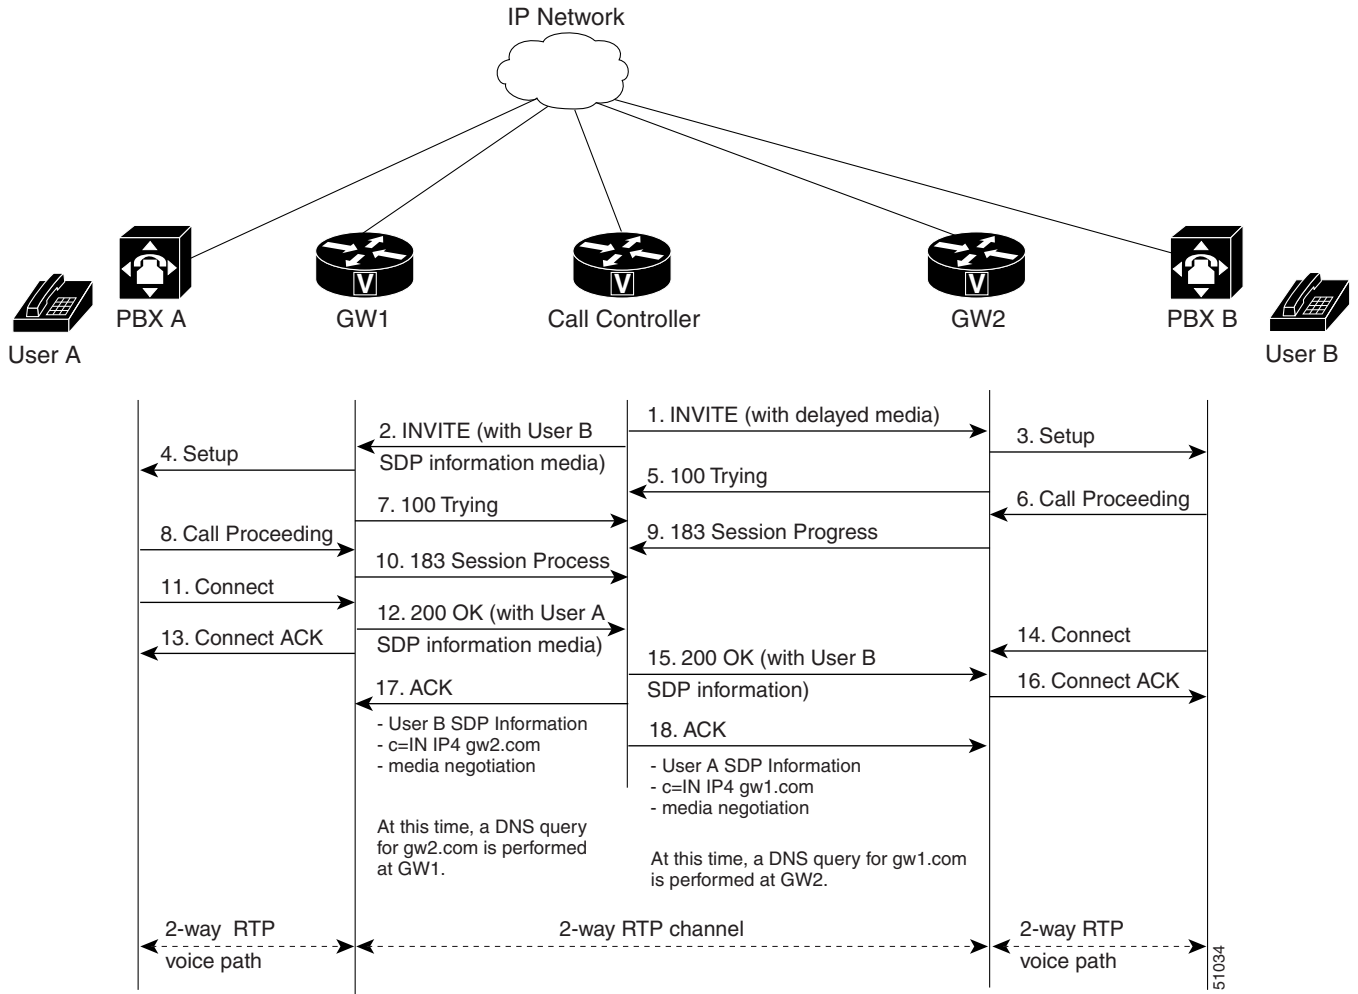 IP Network
PBX A
GW1
Call Controller
GW2
PBX B
User A
User B
1. INVITE (with delayed media)
2. INVITE (with User B
SDP information media)
3. Setup
4. Setup
5. 100 Trying
6. Call Proceeding
7. 100 Trying
8. Call Proceeding
9. 183 Session Progress
10. 183 Session Process
11. Connect
12. 200 OK (with User A
SDP information media)
13. Connect ACK
14. Connect
15. 200 OK (with User B
SDP information)
16. Connect ACK
17. ACK
- User B SDP Information
- c=IN IP4 gw2.com
- media negotiation
18. ACK
- User A SDP Information
- c=IN IP4 gw1.com
- media negotiation
At this time, a DNS query
for gw2.com is performed
at GW1.
At this time, a DNS query for gw1.com
is performed at GW2.
2-way RTP
voice path
2-way RTP channel
2-way RTP
voice path
51034
V
V
V